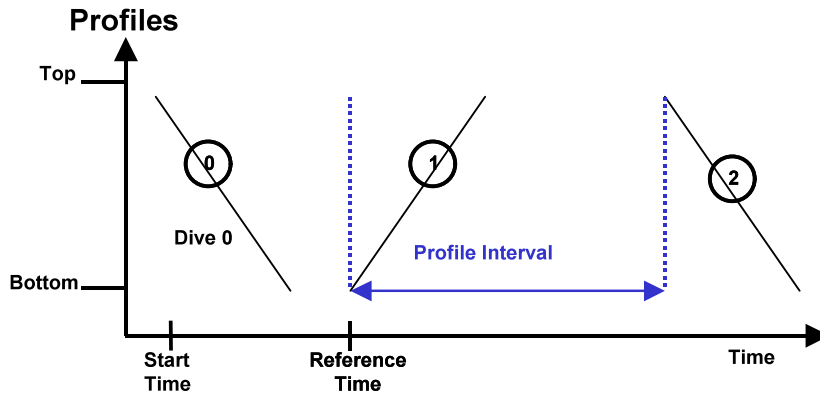 Profiles
Top
0
1
2
Dive 0
Profile Interval
Bottom
Start
Time
Reference
Time
Time